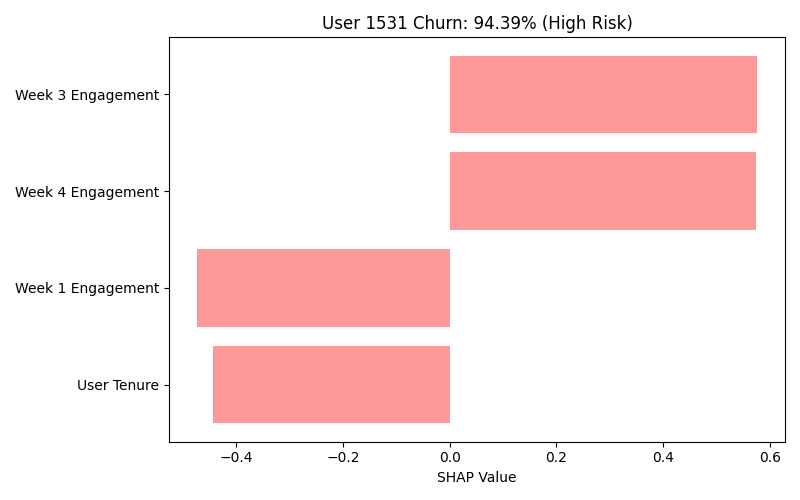 User 1531 Churn: 94.39% (High Risk)
Week 3 Engagement
Week 4 Engagement
Week 1 Engagement
User Tenure
−0.4 −0.2 0.0 0.2 0.4 0.6
SHAP Value